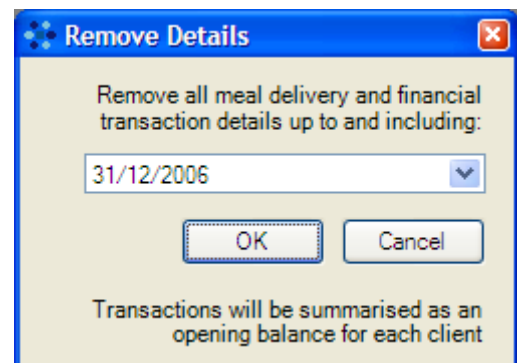 Remove Details
Remove all meal delivery and financial
transaction details up to and including:
31/12/2006
OK Cancel
Transactions will be summarised as an
opening balance for each client